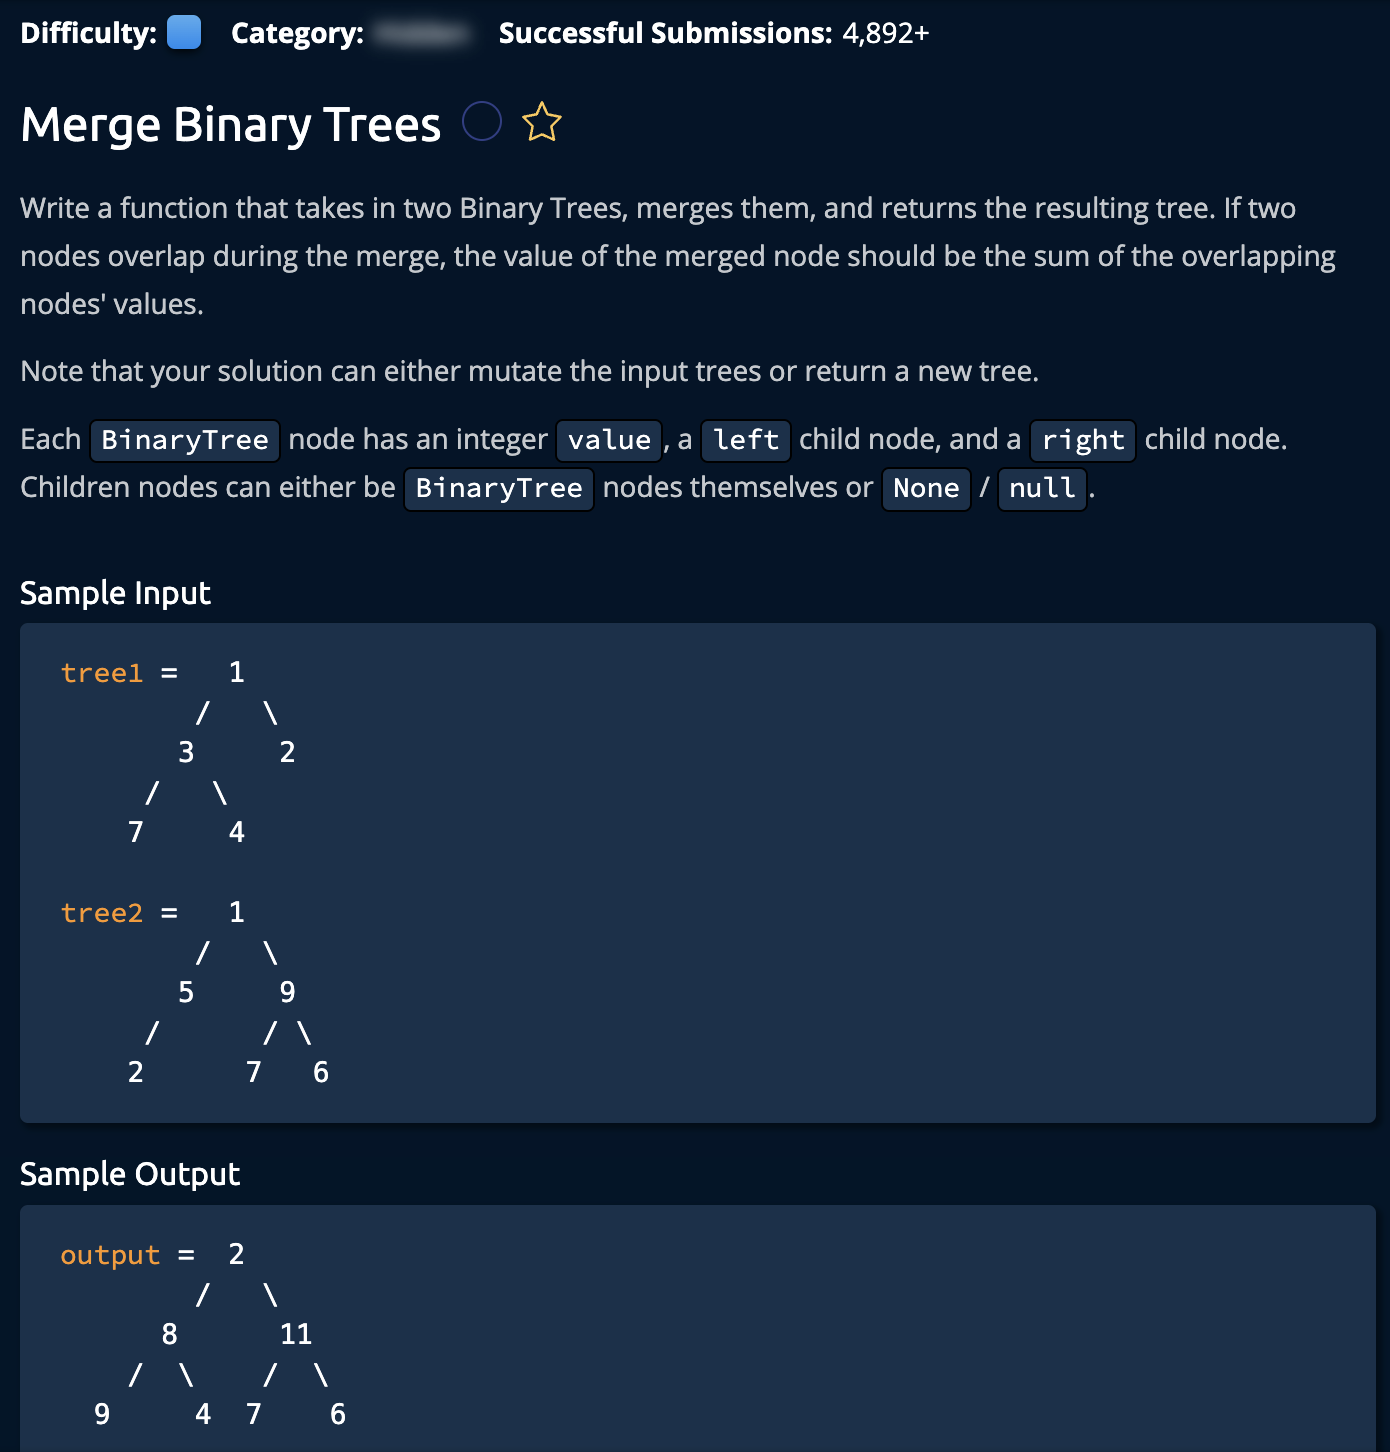 Difficulty: Category: Successful Submissions: 4,892+
Merge Binary Trees
Write a function that takes in two Binary Trees, merges them, and returns the resulting tree. If two
nodes overlap during the merge, the value of the merged node should be the sum of the overlapping
nodes' values.
Note that your solution can either mutate the input trees or return a new tree.
Each BinaryTree node has an integer value, a left child node, and a right child node.
Children nodes can either be BinaryTree nodes themselves or None / null.
Sample Input
tree1 =   1
        /   \
       3     2
     /   \
    7     4
tree2 =   1
        /   \
       5     9
     /      / \
    2      7   6
Sample Output
output =  2
        /   \
      8      11
    /  \    /  \
  9     4  7    6